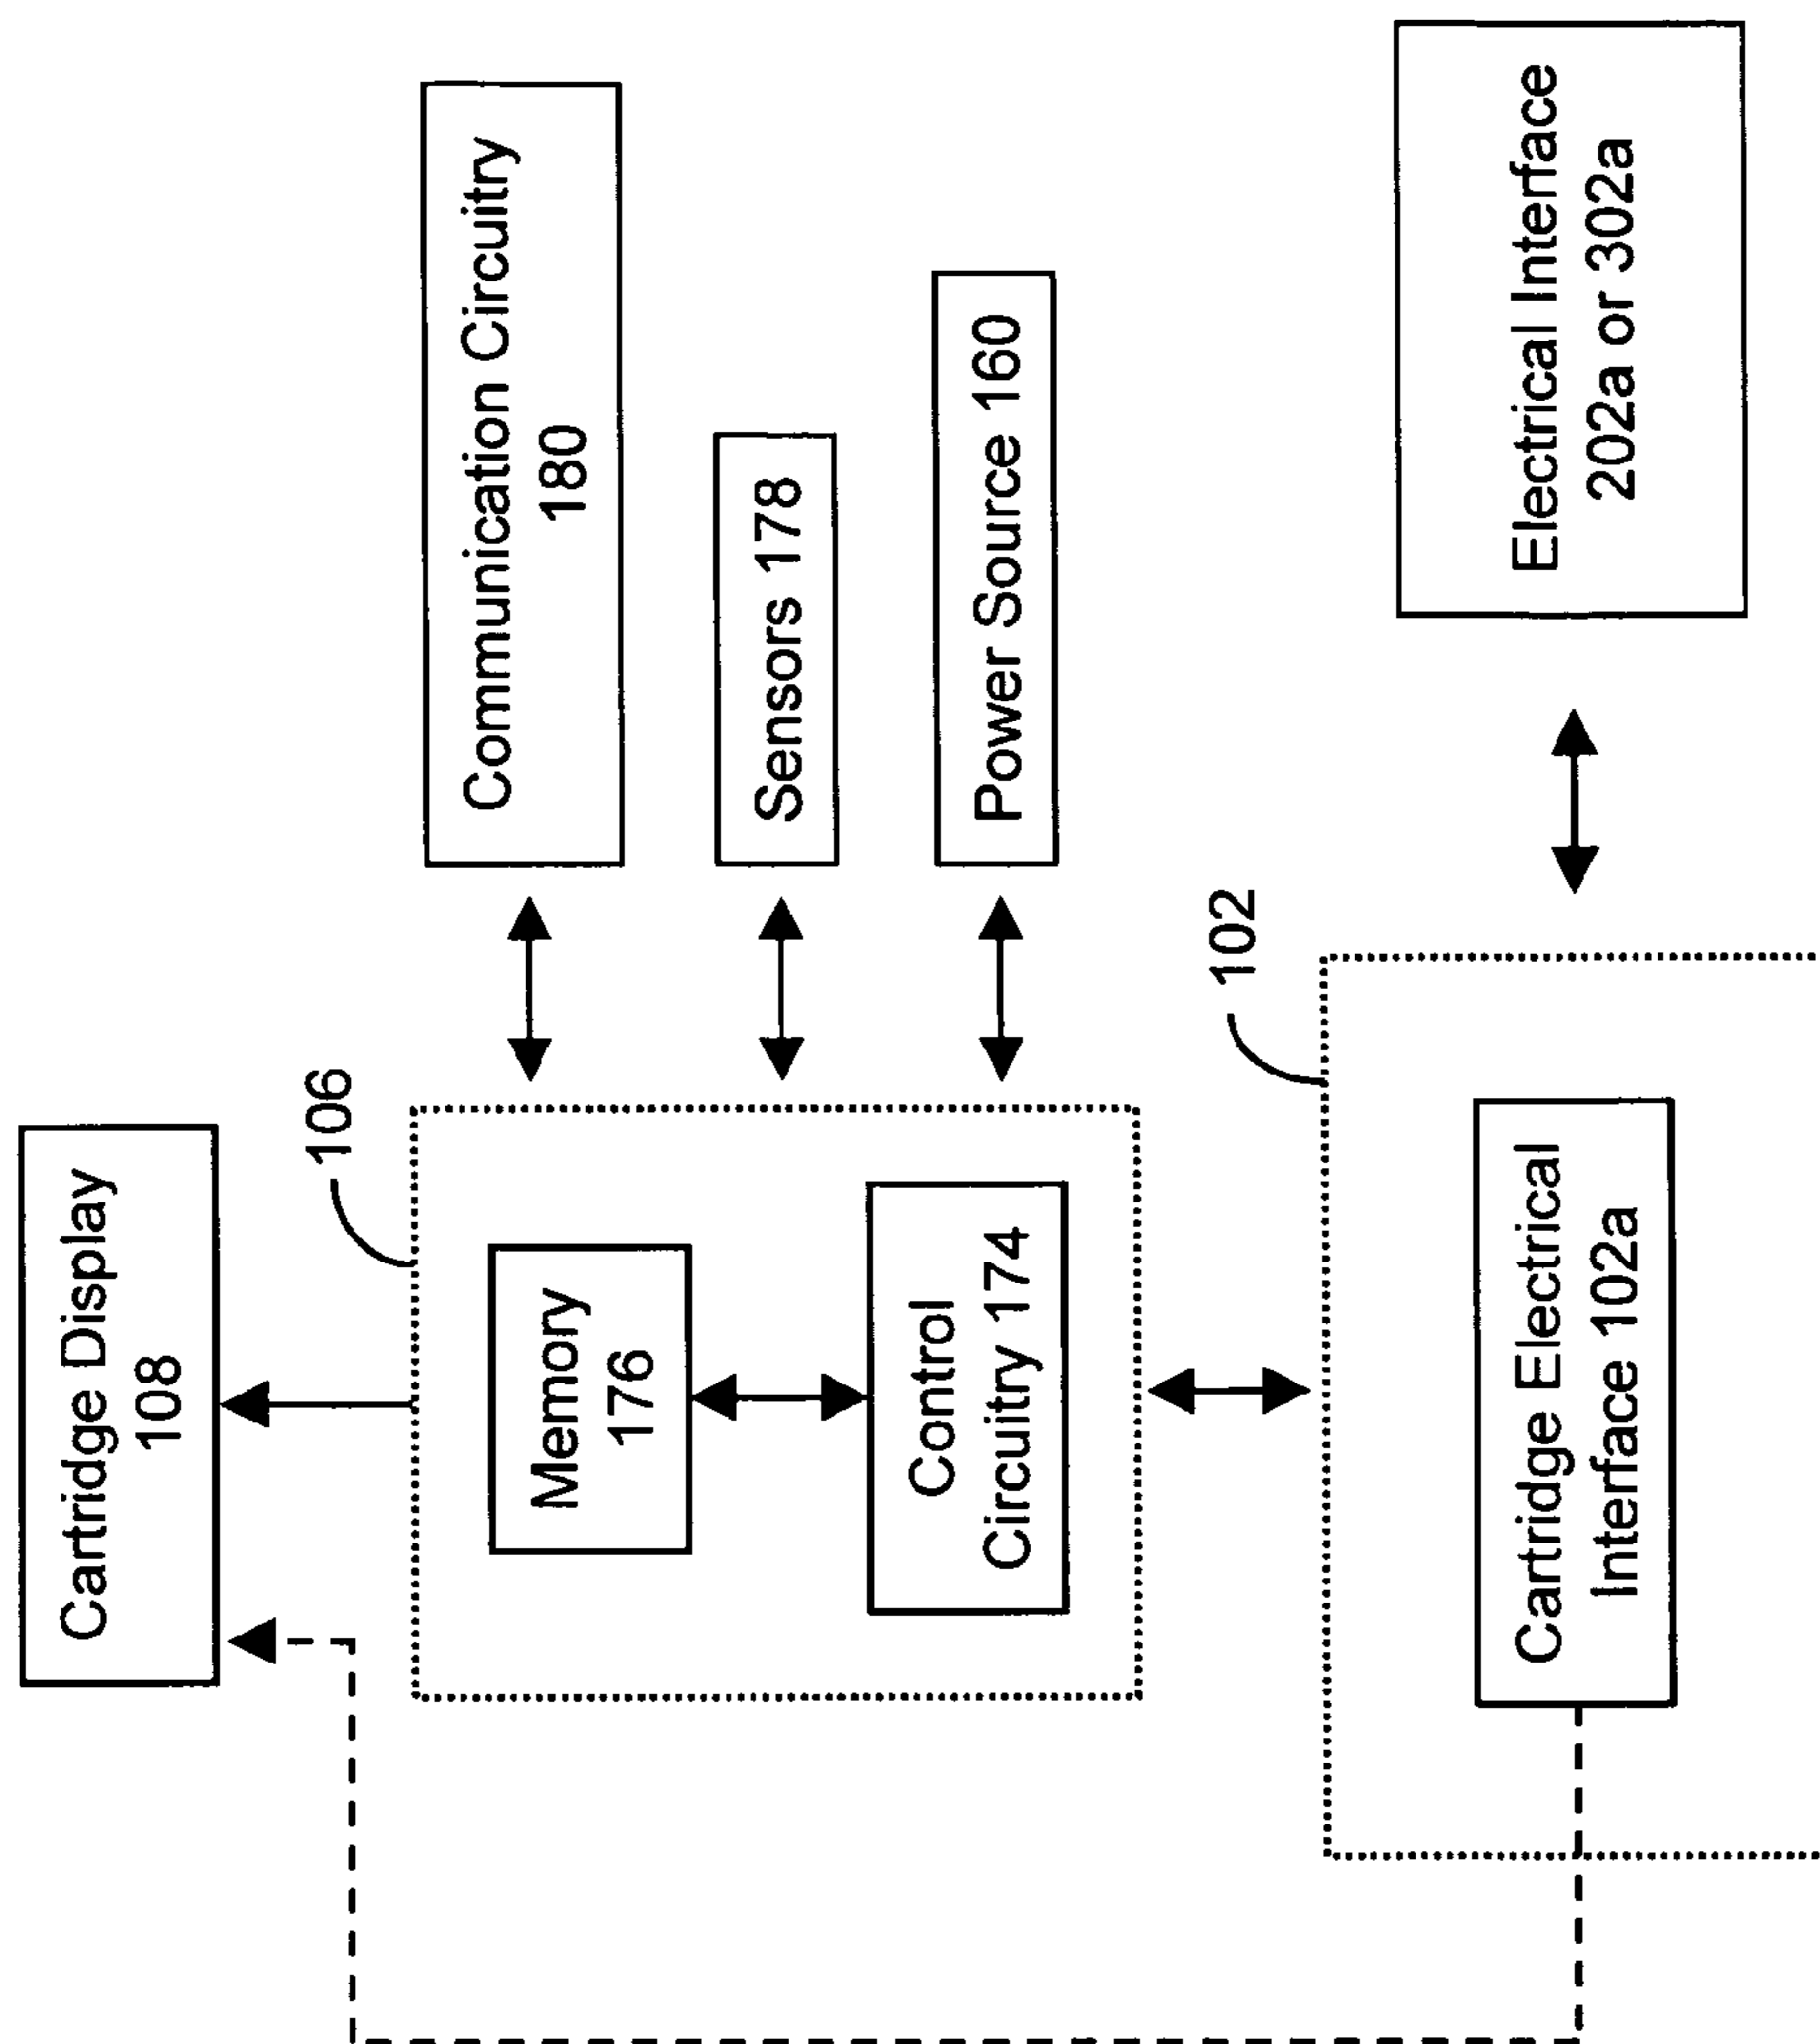 Cartridge Display
108
106
Memory
176
Control
Circuitry 174
Communication Circuitry
180
Sensors 178
Power Source 160
102
Cartridge Electrical
Interface 102a
Electrical Interface
202a or 302a